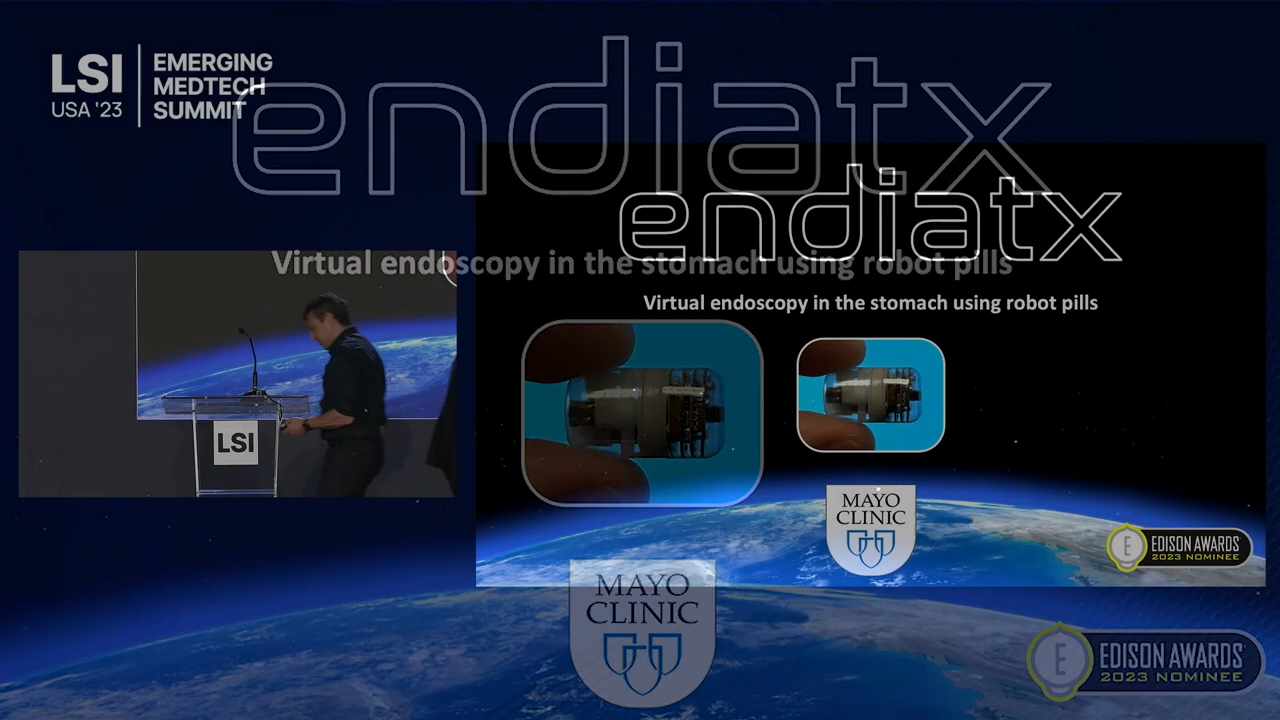 LSI
USA '23
EMERGING
MEDTECH
SUMMIT
endiatx
Virtual endoscopy in the stomach using robot pills
endiatx
Virtual endoscopy in the stomach using robot pills
LSI
MAYO
CLINIC
E EDISON AWARDS
2023 NOMINEE
MAYO
CLINIC
E EDISON AWARDS
2023 NOMINEE